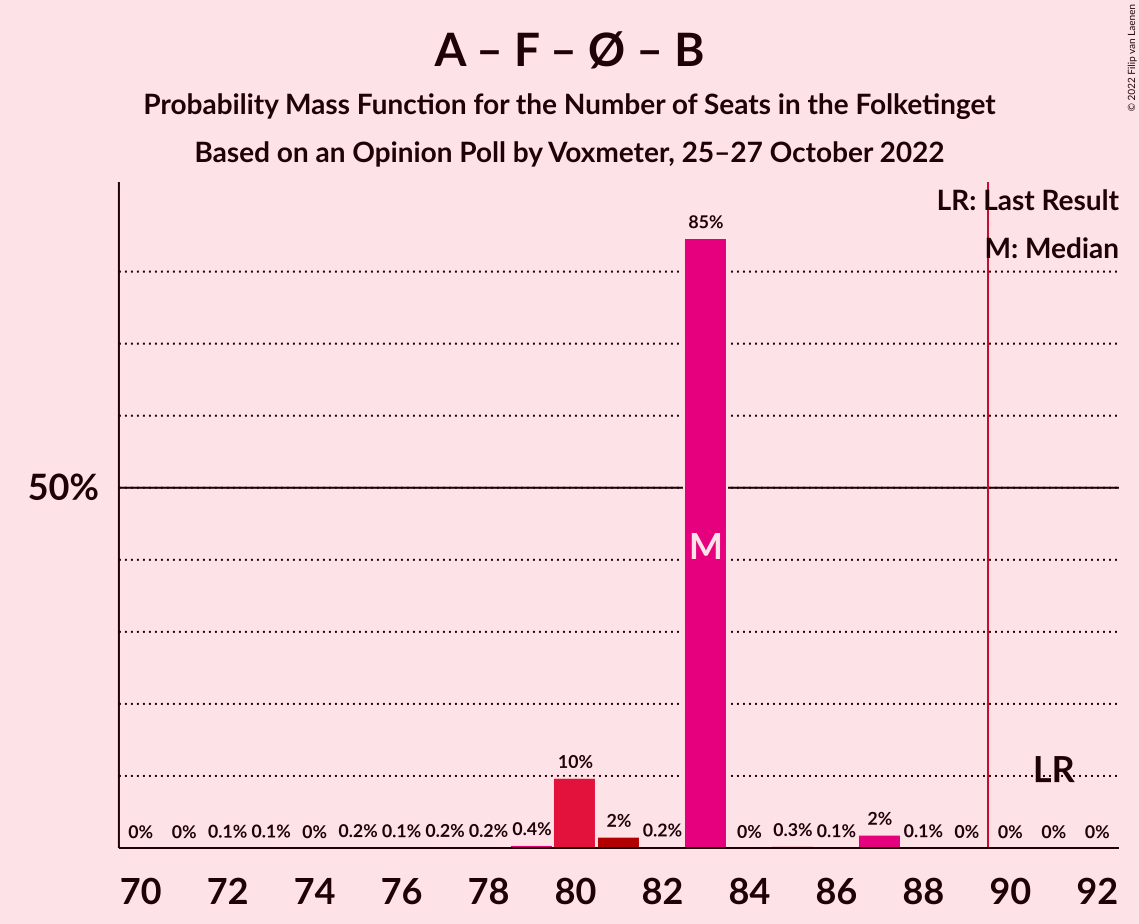 A – F – Ø – B
Probability Mass Function for the Number of Seats in the Folketinget
Based on an Opinion Poll by Voxmeter, 25–27 October 2022
© 2022 Filip van Laenen
LR: Last Result
M: Median
85%
50%
M
LR
10%
0% 0% 0.1% 0.1% 0% 0.2% 0.1% 0.2% 0.2% 0.4% 2% 0.2% 0% 0.3% 0.1% 2% 0.1% 0% 0% 0% 0%
70 72 74 76 78 80 82 84 86 88 90 92